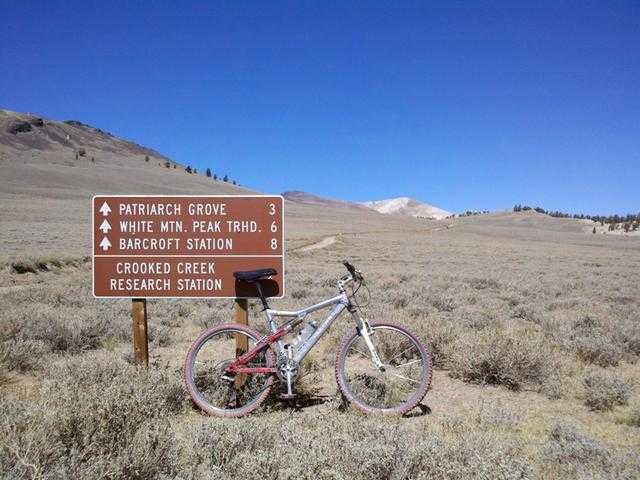 PATRIARCH GROVE 3
WHITE MTN. PEAK TRHD. 6
BARCROFT STATION 8
CROOKED CREEK
RESEARCH STATION